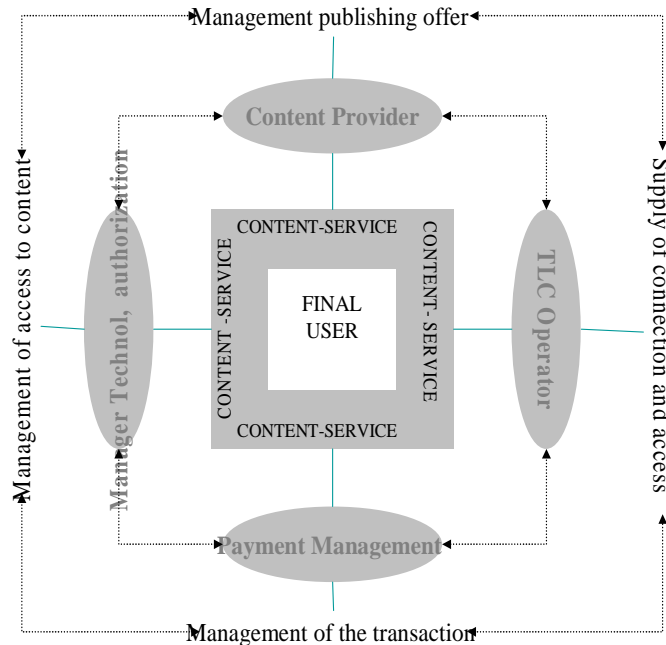 Management publishing offer
Content Provider
Management of access to content
Manager Technol, authorization
CONTENT-SERVICE
CONTENT -SERVICE
FINAL
USER
CONTENT- SERVICE
CONTENT-SERVICE
TLC Operator
Supply of connection and access
Payment Management
Management of the transaction